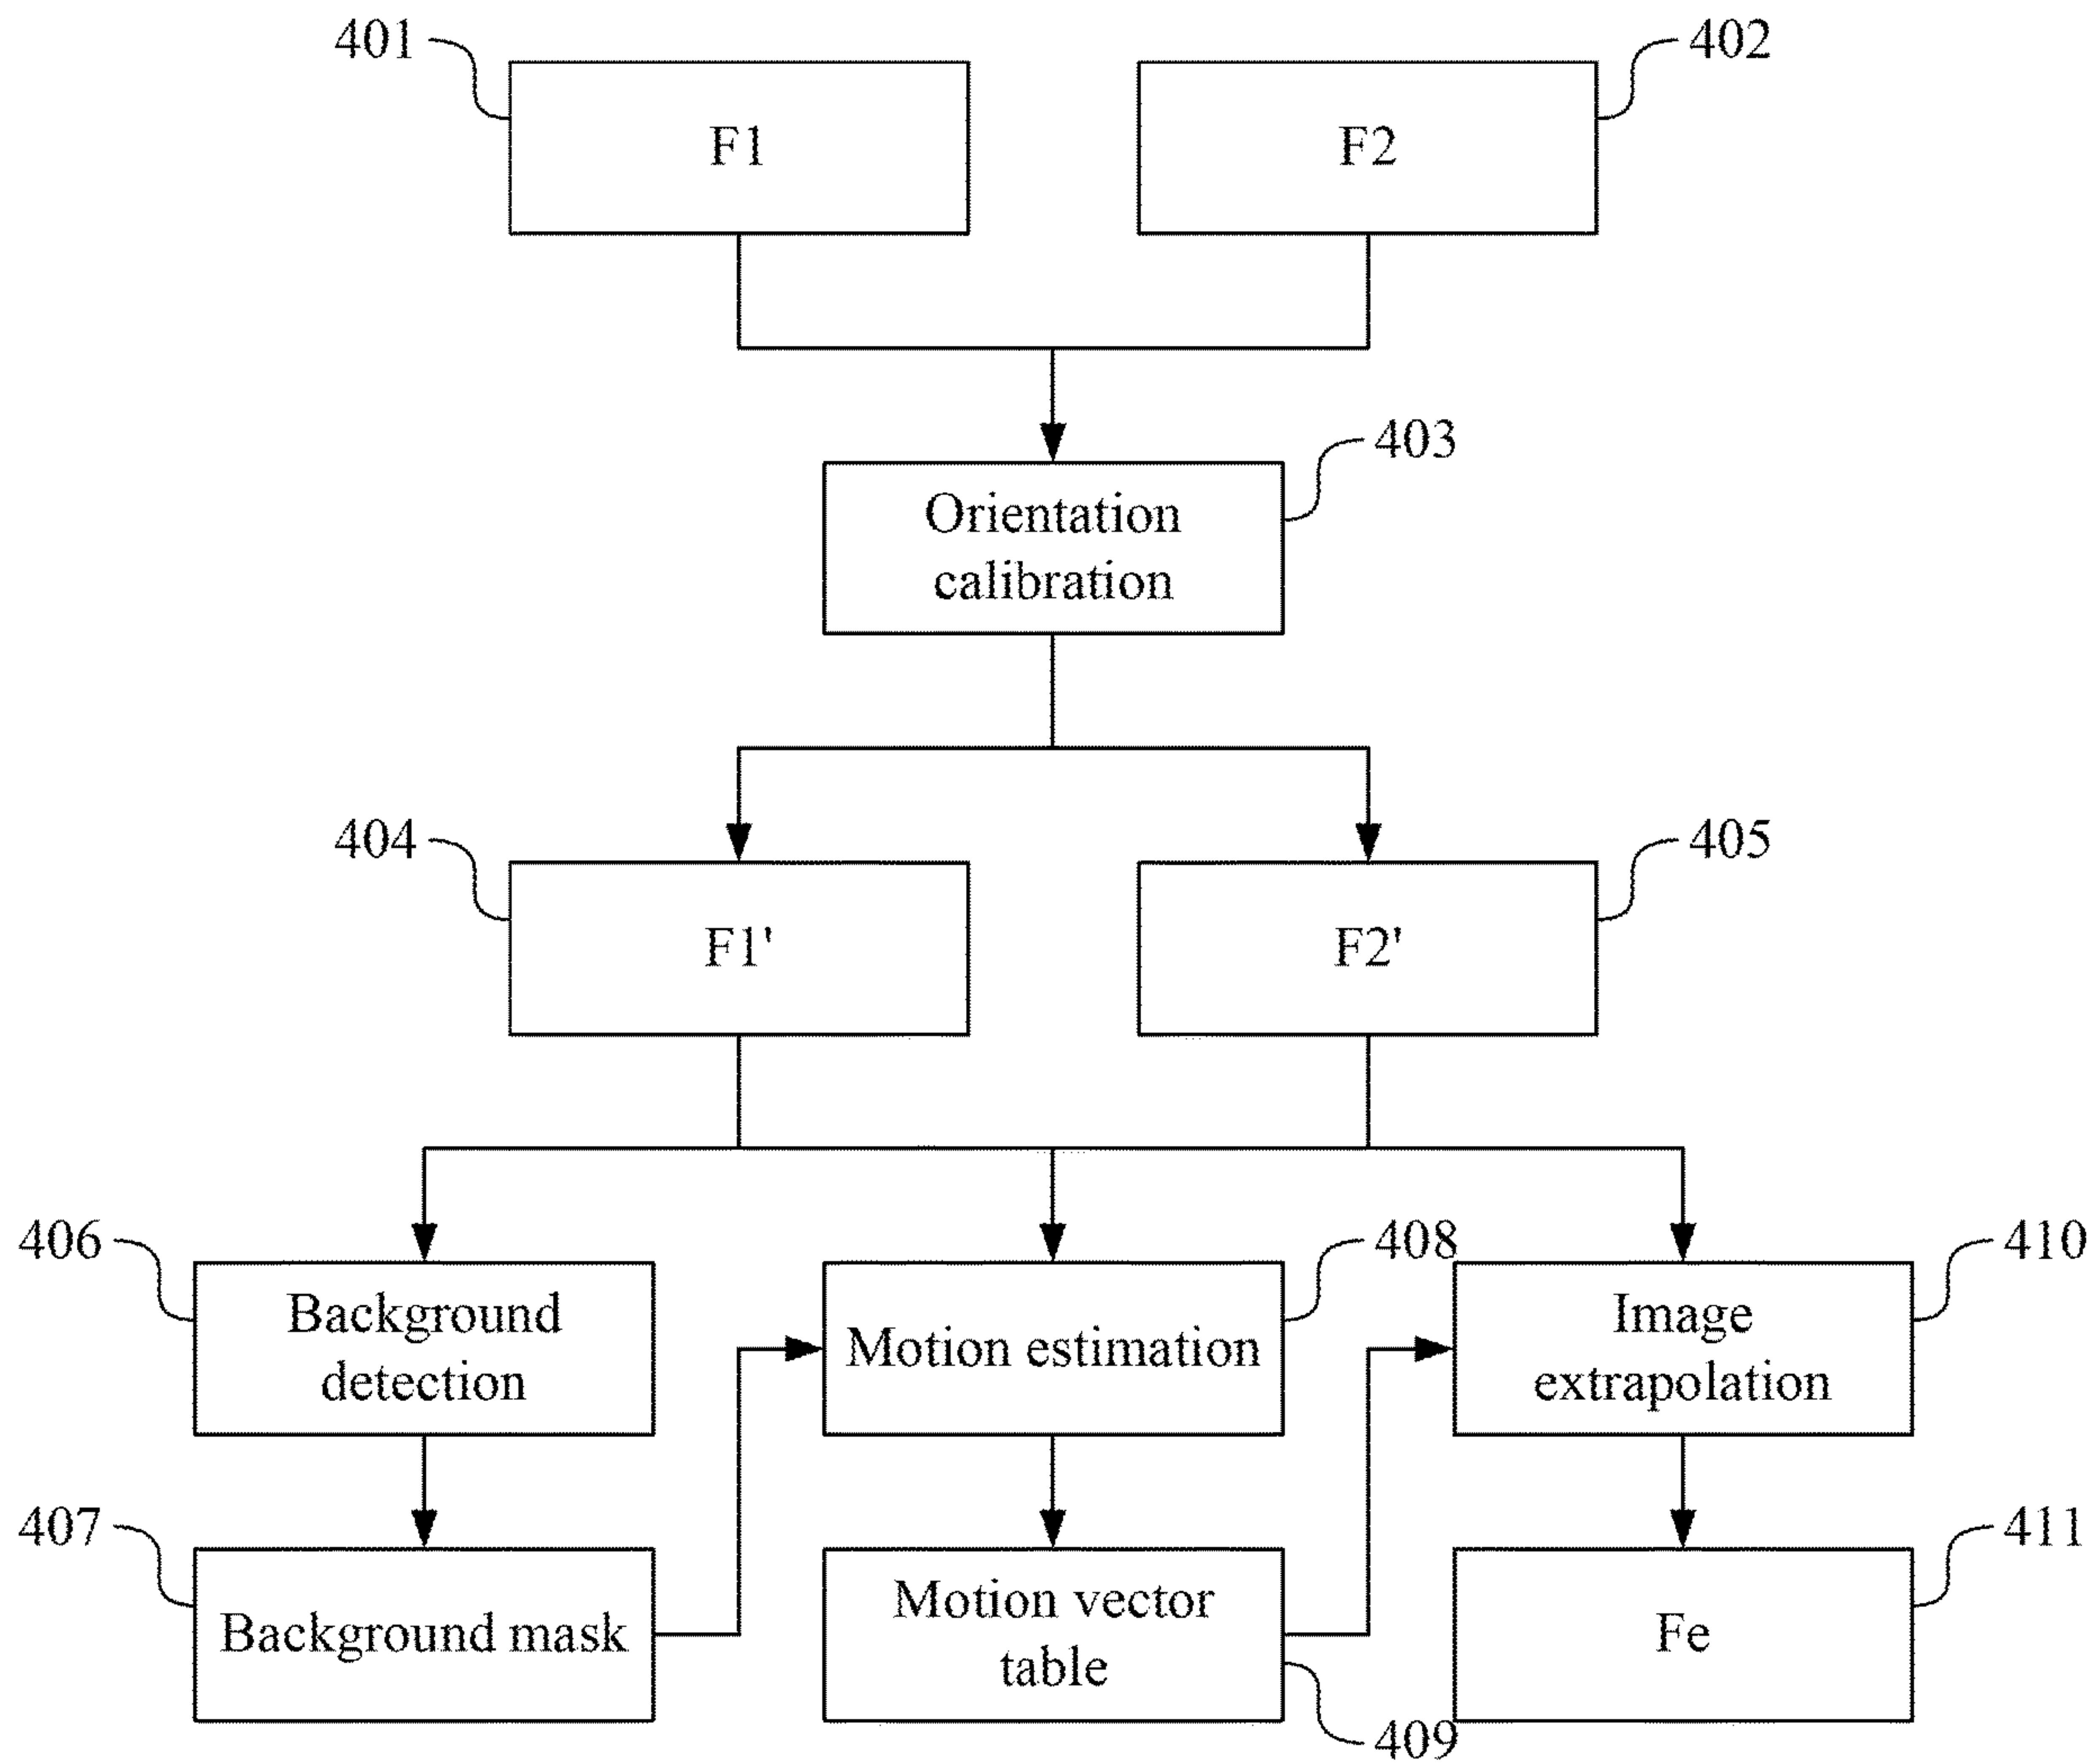 401
402
F1
F2
403
Orientation
calibration
404
405
F1'
F2'
406
408
410
Background
detection
Motion estimation
Image
extrapolation
407
411
Background mask
Motion vector
table
Fe
409